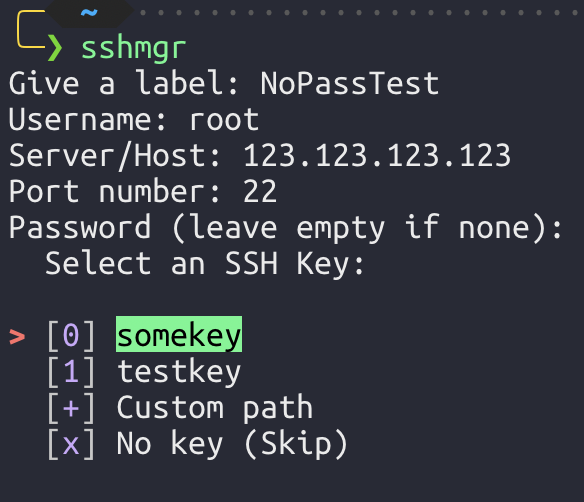 ~
❯ sshmgr
Give a label: NoPassTest
Username: root
Server/Host: 123.123.123.123
Port number: 22
Password (leave empty if none):
Select an SSH Key:
> [0] somekey
[1] testkey
[+] Custom path
[x] No key (Skip)